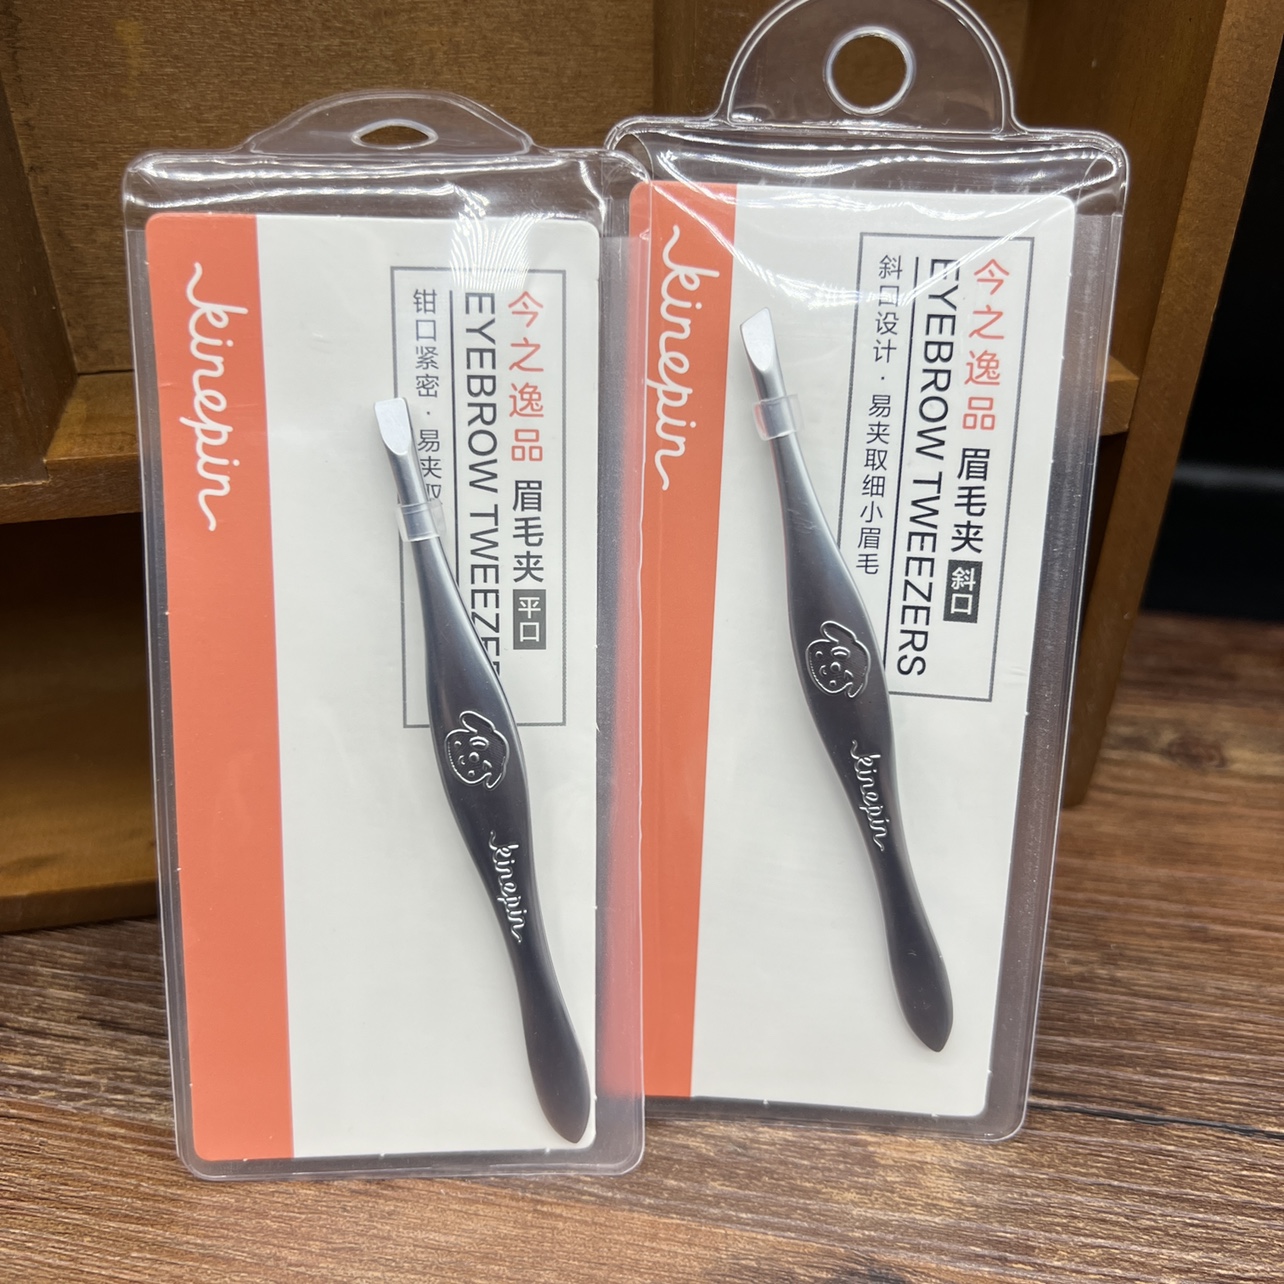 kinepin
今之逸品 眉毛夹 平口
EYEBROW TWEEZERS
钳口紧密·易夹取
kinepin
kinepin
今之逸品 眉毛夹 斜口
EYEBROW TWEEZERS
斜口设计·易夹取细小眉毛
kinepin